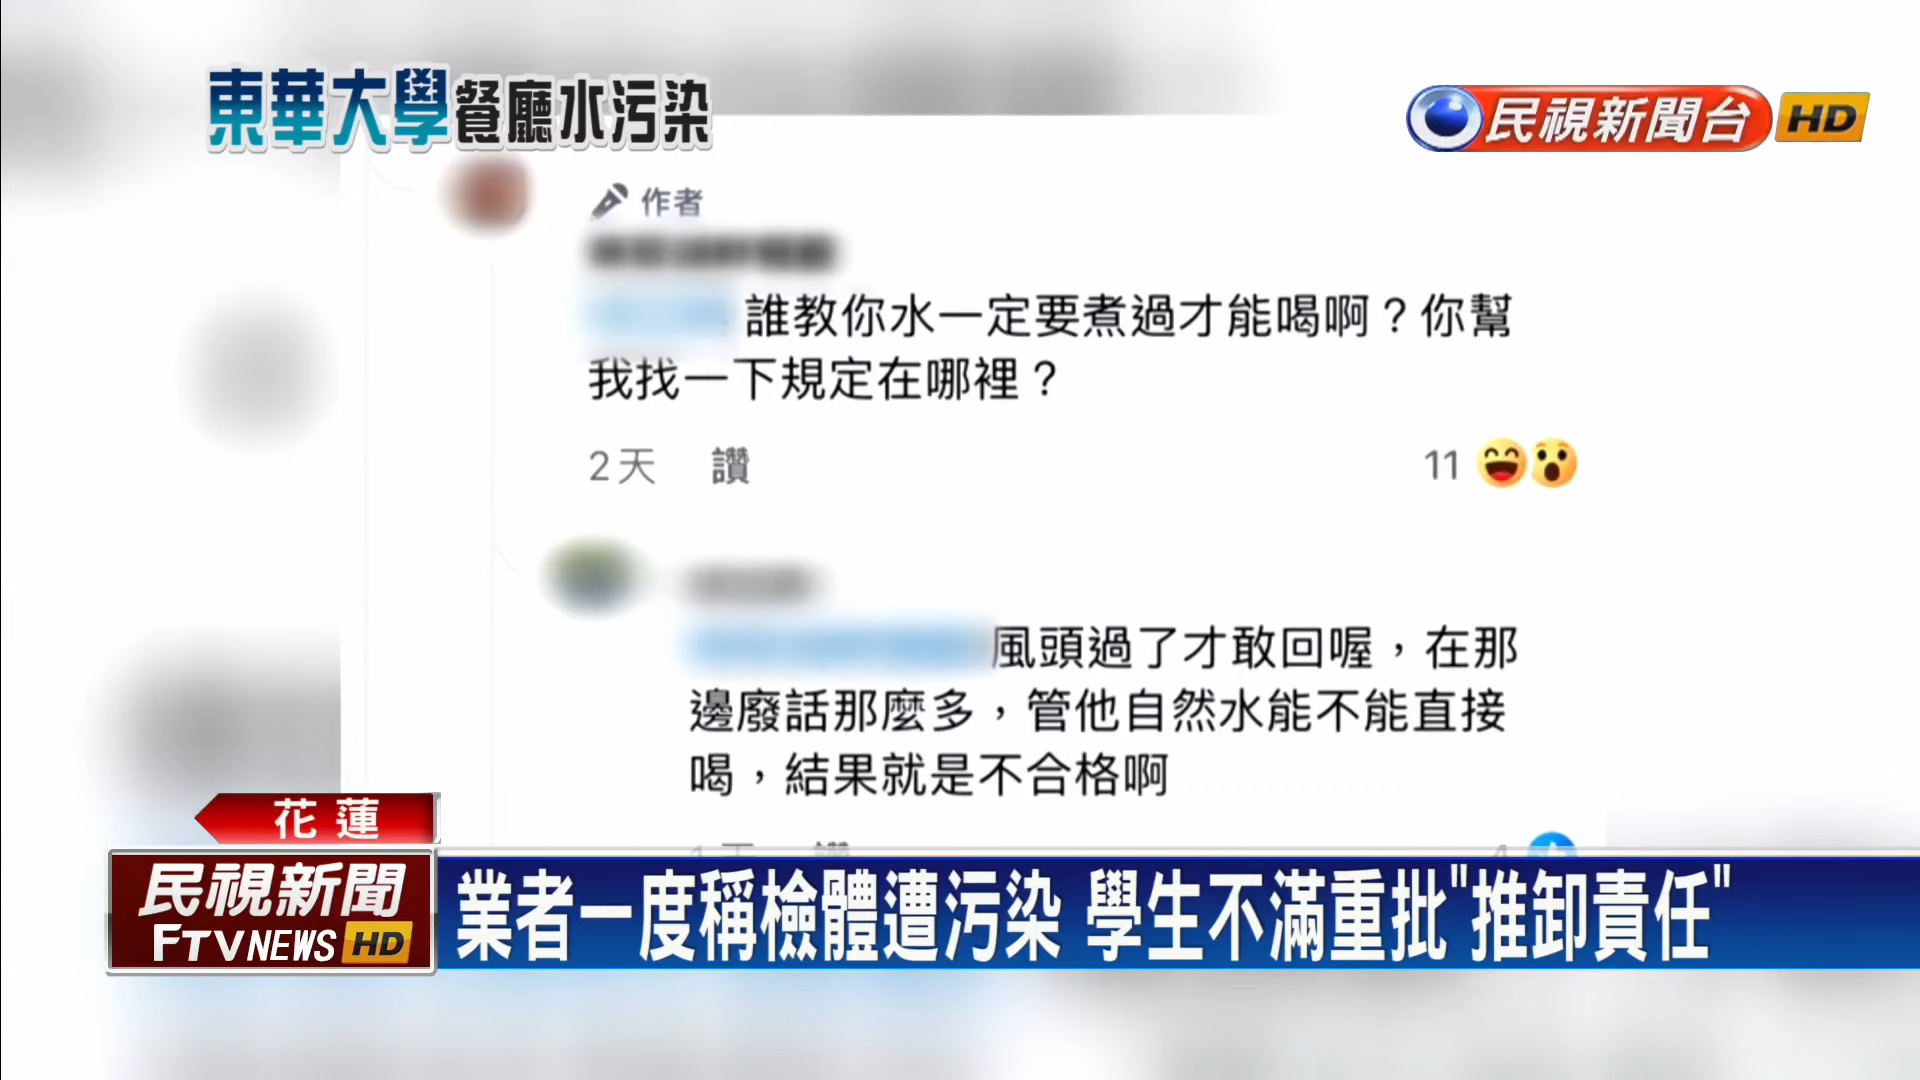 東華大學餐廳水污染
民視新聞台 HD
作者
誰教你水一定要煮過才能喝啊？你幫
我找一下規定在哪裡？
2天 讚
11
風頭過了才敢回喔，在那
邊廢話那麼多，管他自然水能不能直接
喝，結果就是不合格啊
花蓮
民視新聞
FTVNEWS HD
業者一度稱檢體遭污染 學生不滿重批"推卸責任"